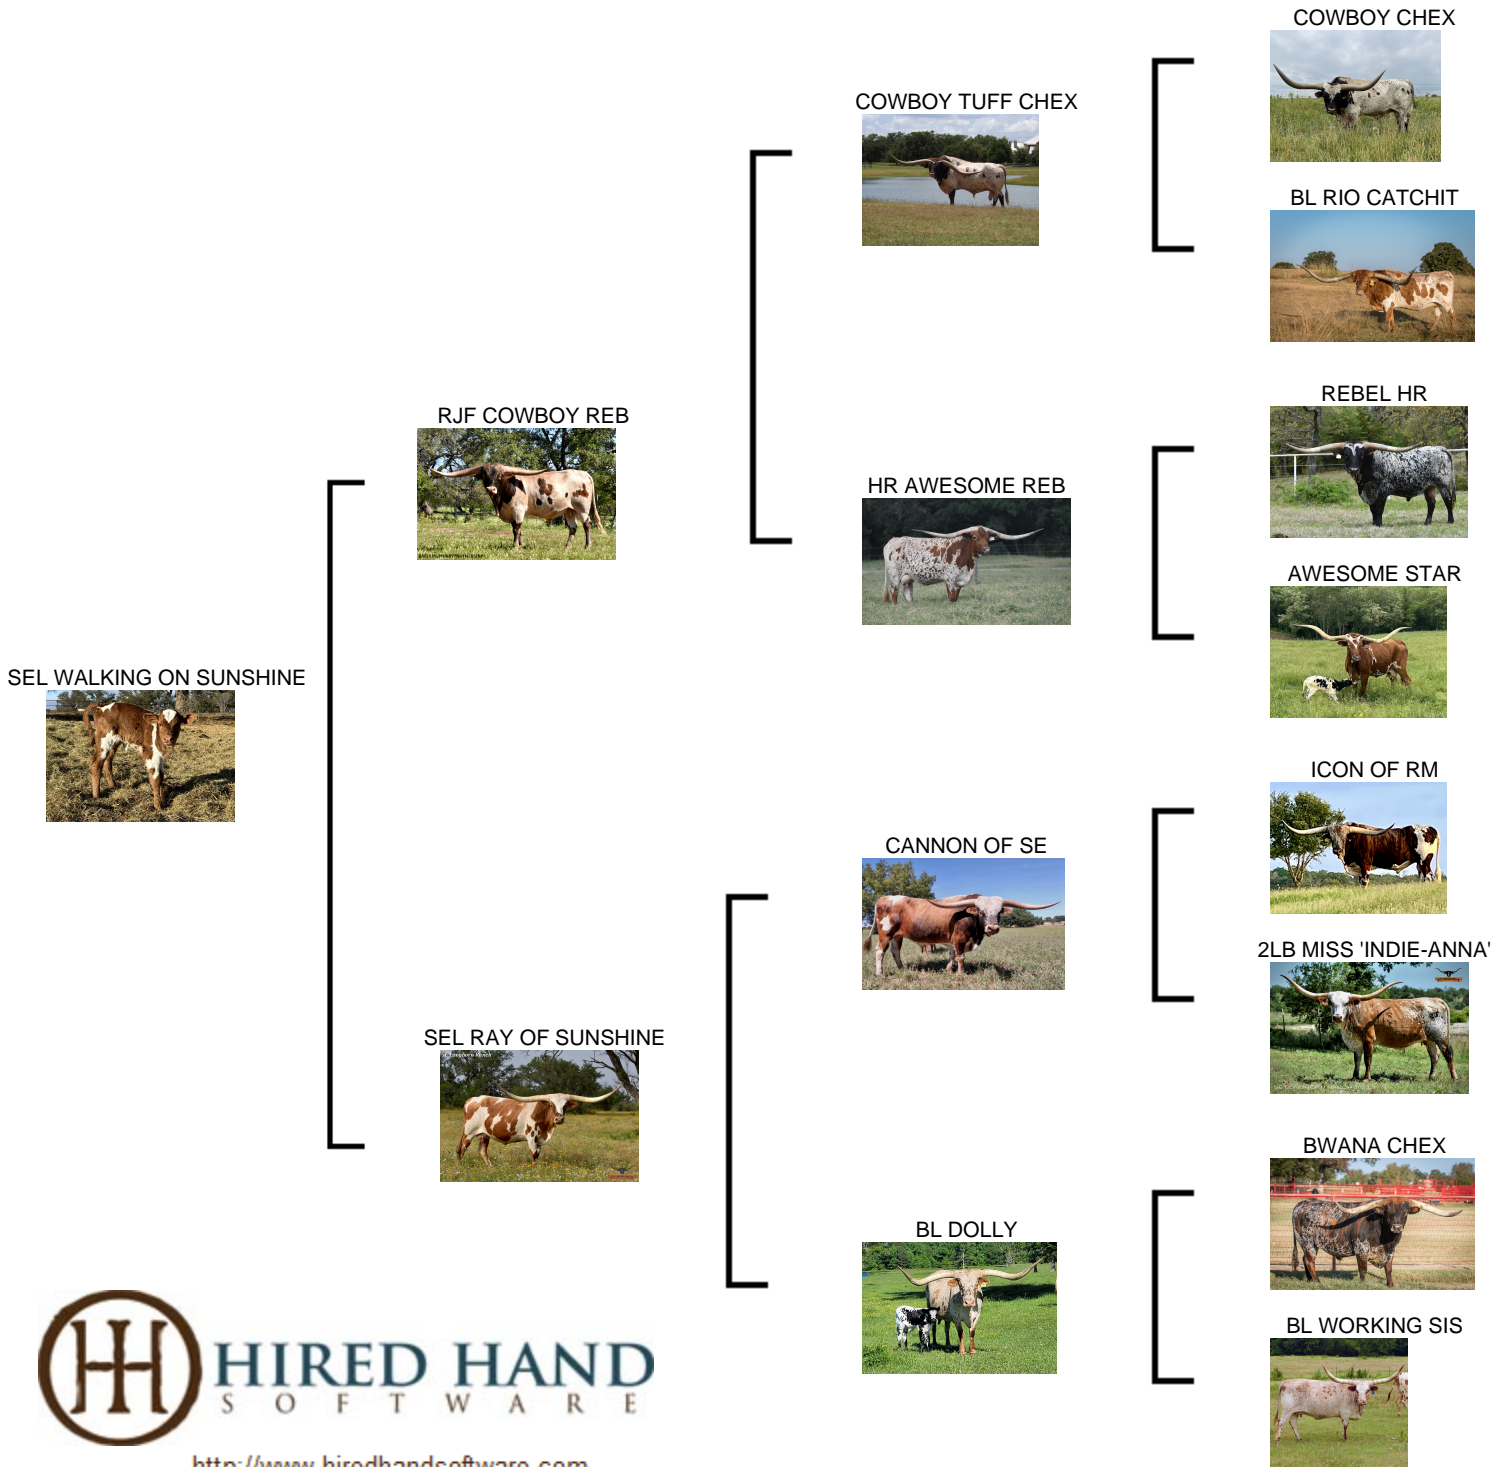 COWBOY CHEX
COWBOY TUFF CHEX
BL RIO CATCHIT
REBEL HR
RJF COWBOY REB
HR AWESOME REB
AWESOME STAR
SEL WALKING ON SUNSHINE
ICON OF RM
CANNON OF SE
2LB MISS 'INDIE-ANNA'
SEL RAY OF SUNSHINE
BWANA CHEX
BL DOLLY
BL WORKING SIS
HIRED HAND
SOFTWARE
http://www.hiredhandsoftware.com